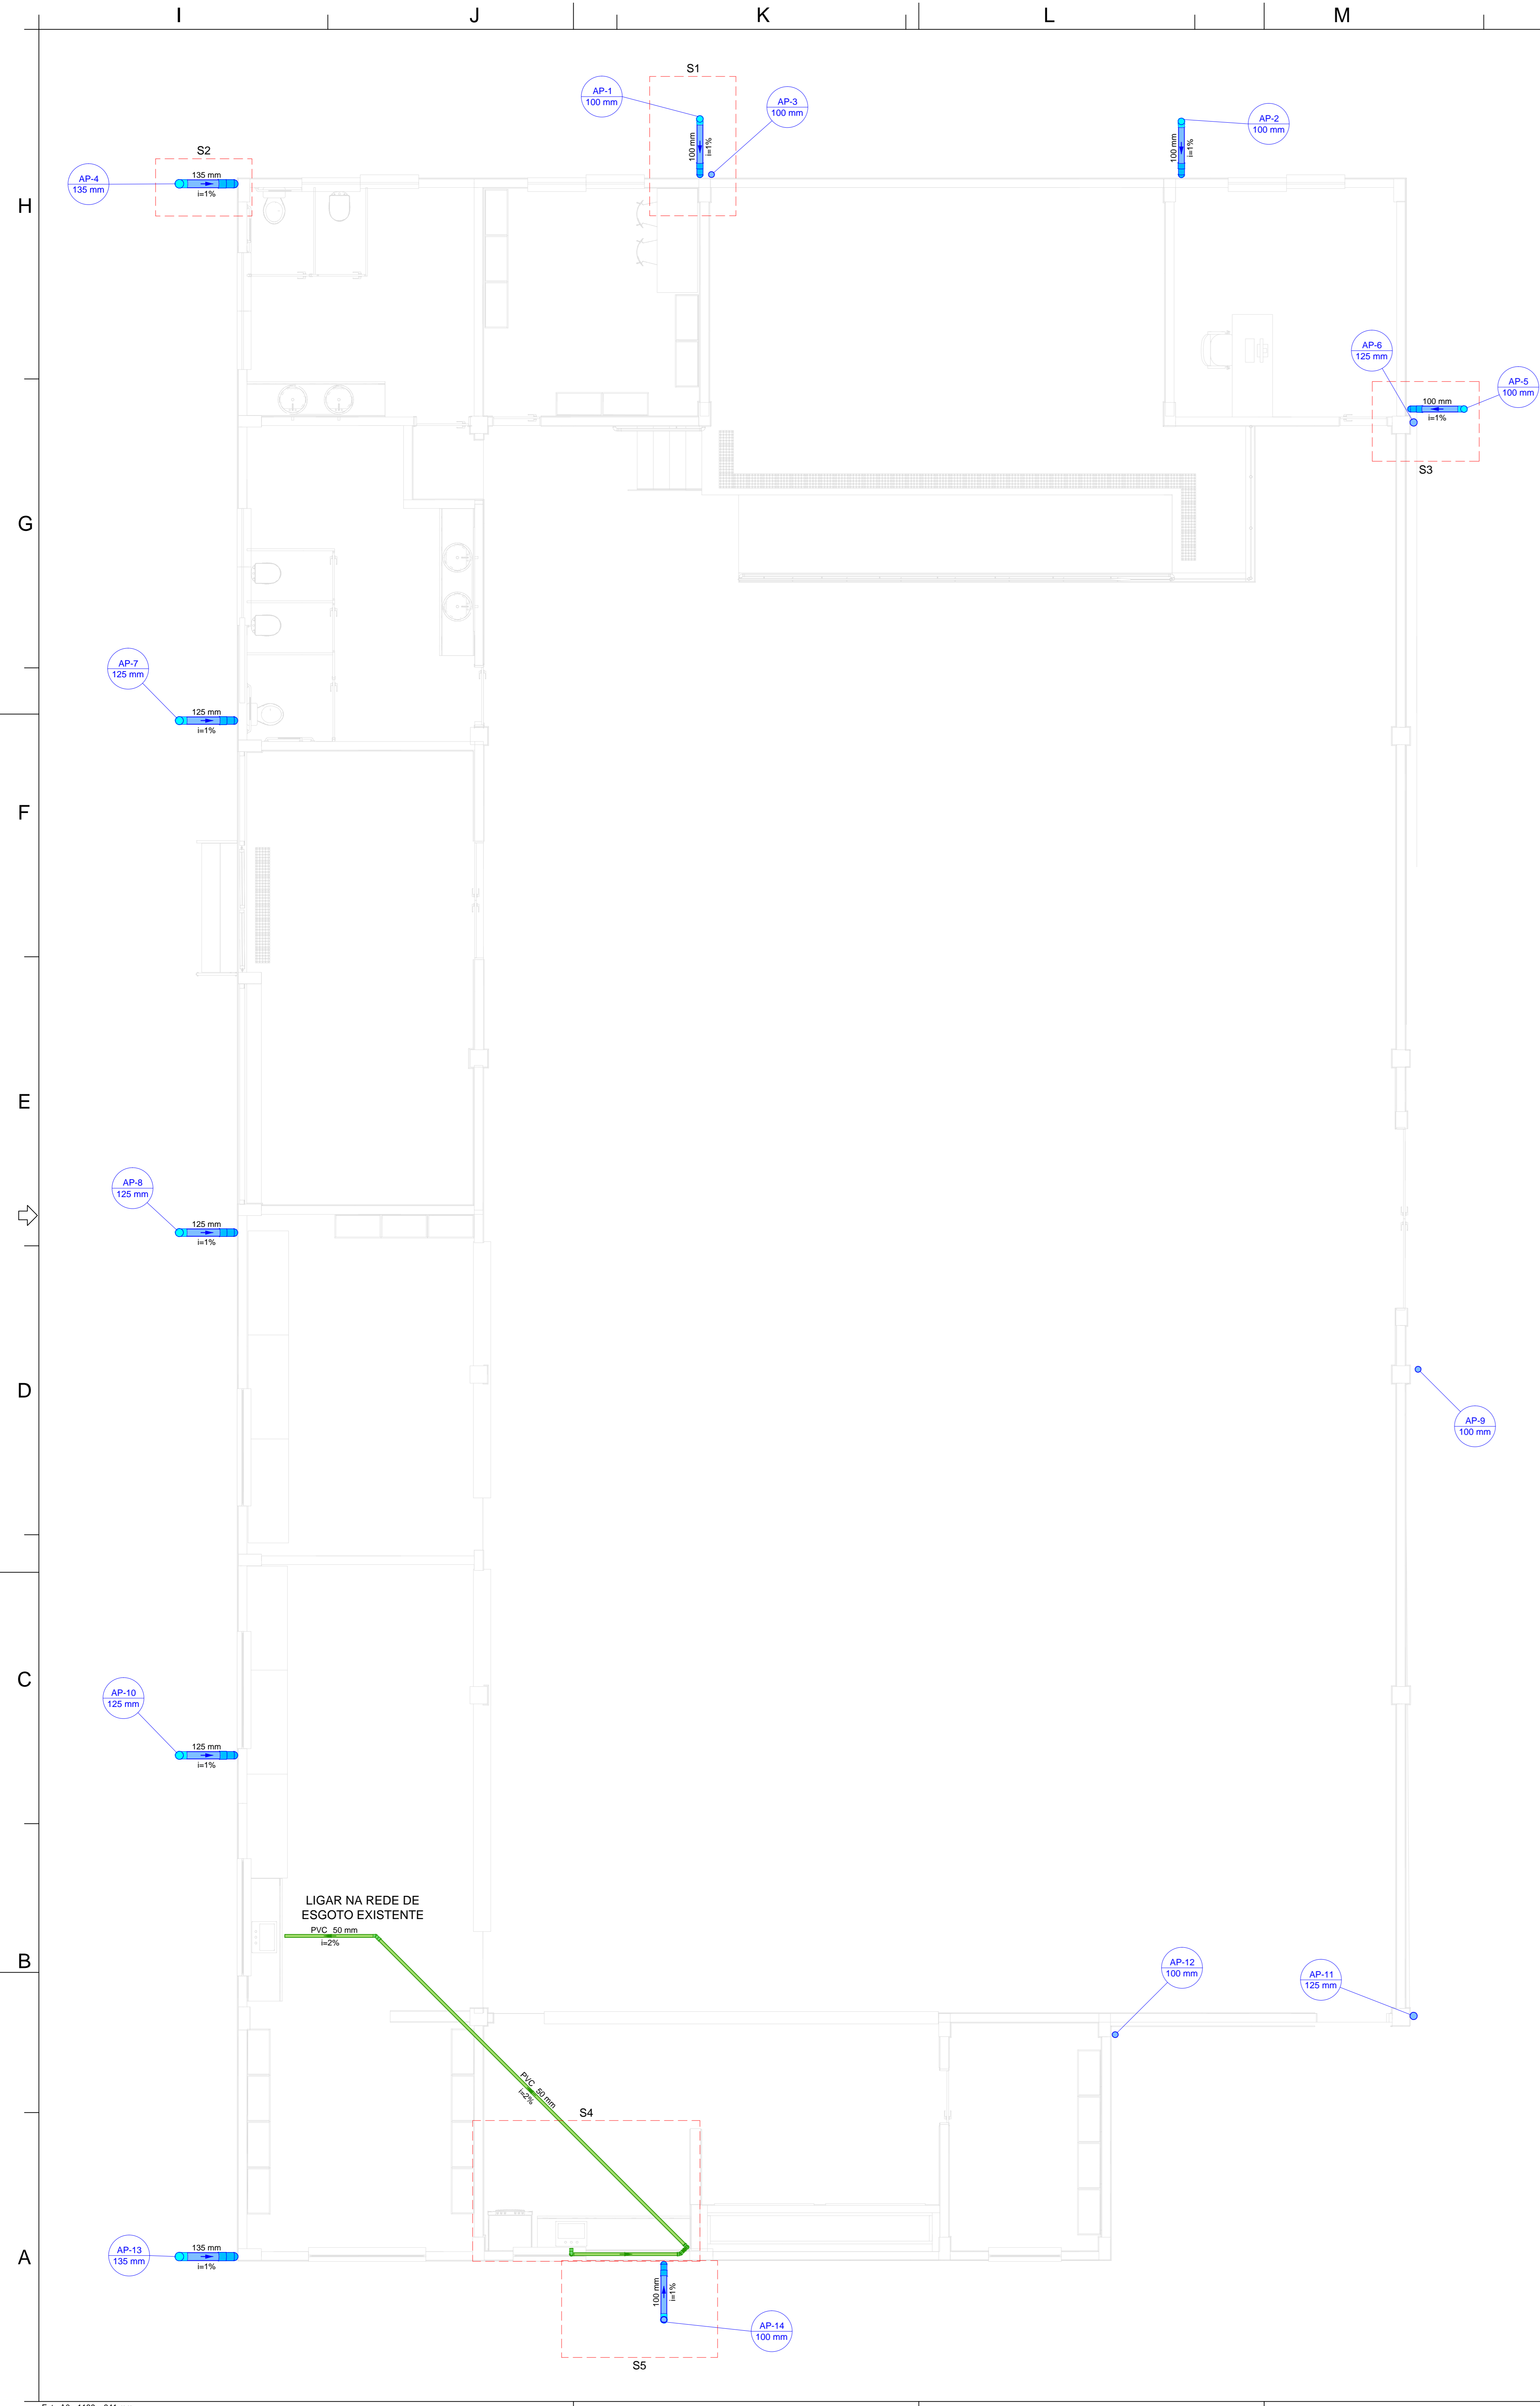 I
J
K
L
M
S1
AP-1
100 mm
AP-3
100 mm
AP-2
100 mm
100 mm
i=1%
100 mm
i=1%
S2
AP-4
135 mm
135 mm
i=1%
H
AP-6
125 mm
AP-5
100 mm
100 mm
i=1%
S3
G
AP-7
125 mm
125 mm
i=1%
F
E
AP-8
125 mm
125 mm
i=1%
D
AP-9
100 mm
C
AP-10
125 mm
125 mm
i=1%
LIGAR NA REDE DE
ESGOTO EXISTENTE
PVC 50 mm
i=2%
B
AP-12
100 mm
AP-11
125 mm
PVC 50 mm
i=2%
S4
A
AP-13
135 mm
135 mm
i=1%
100 mm
i=1%
AP-14
100 mm
S5